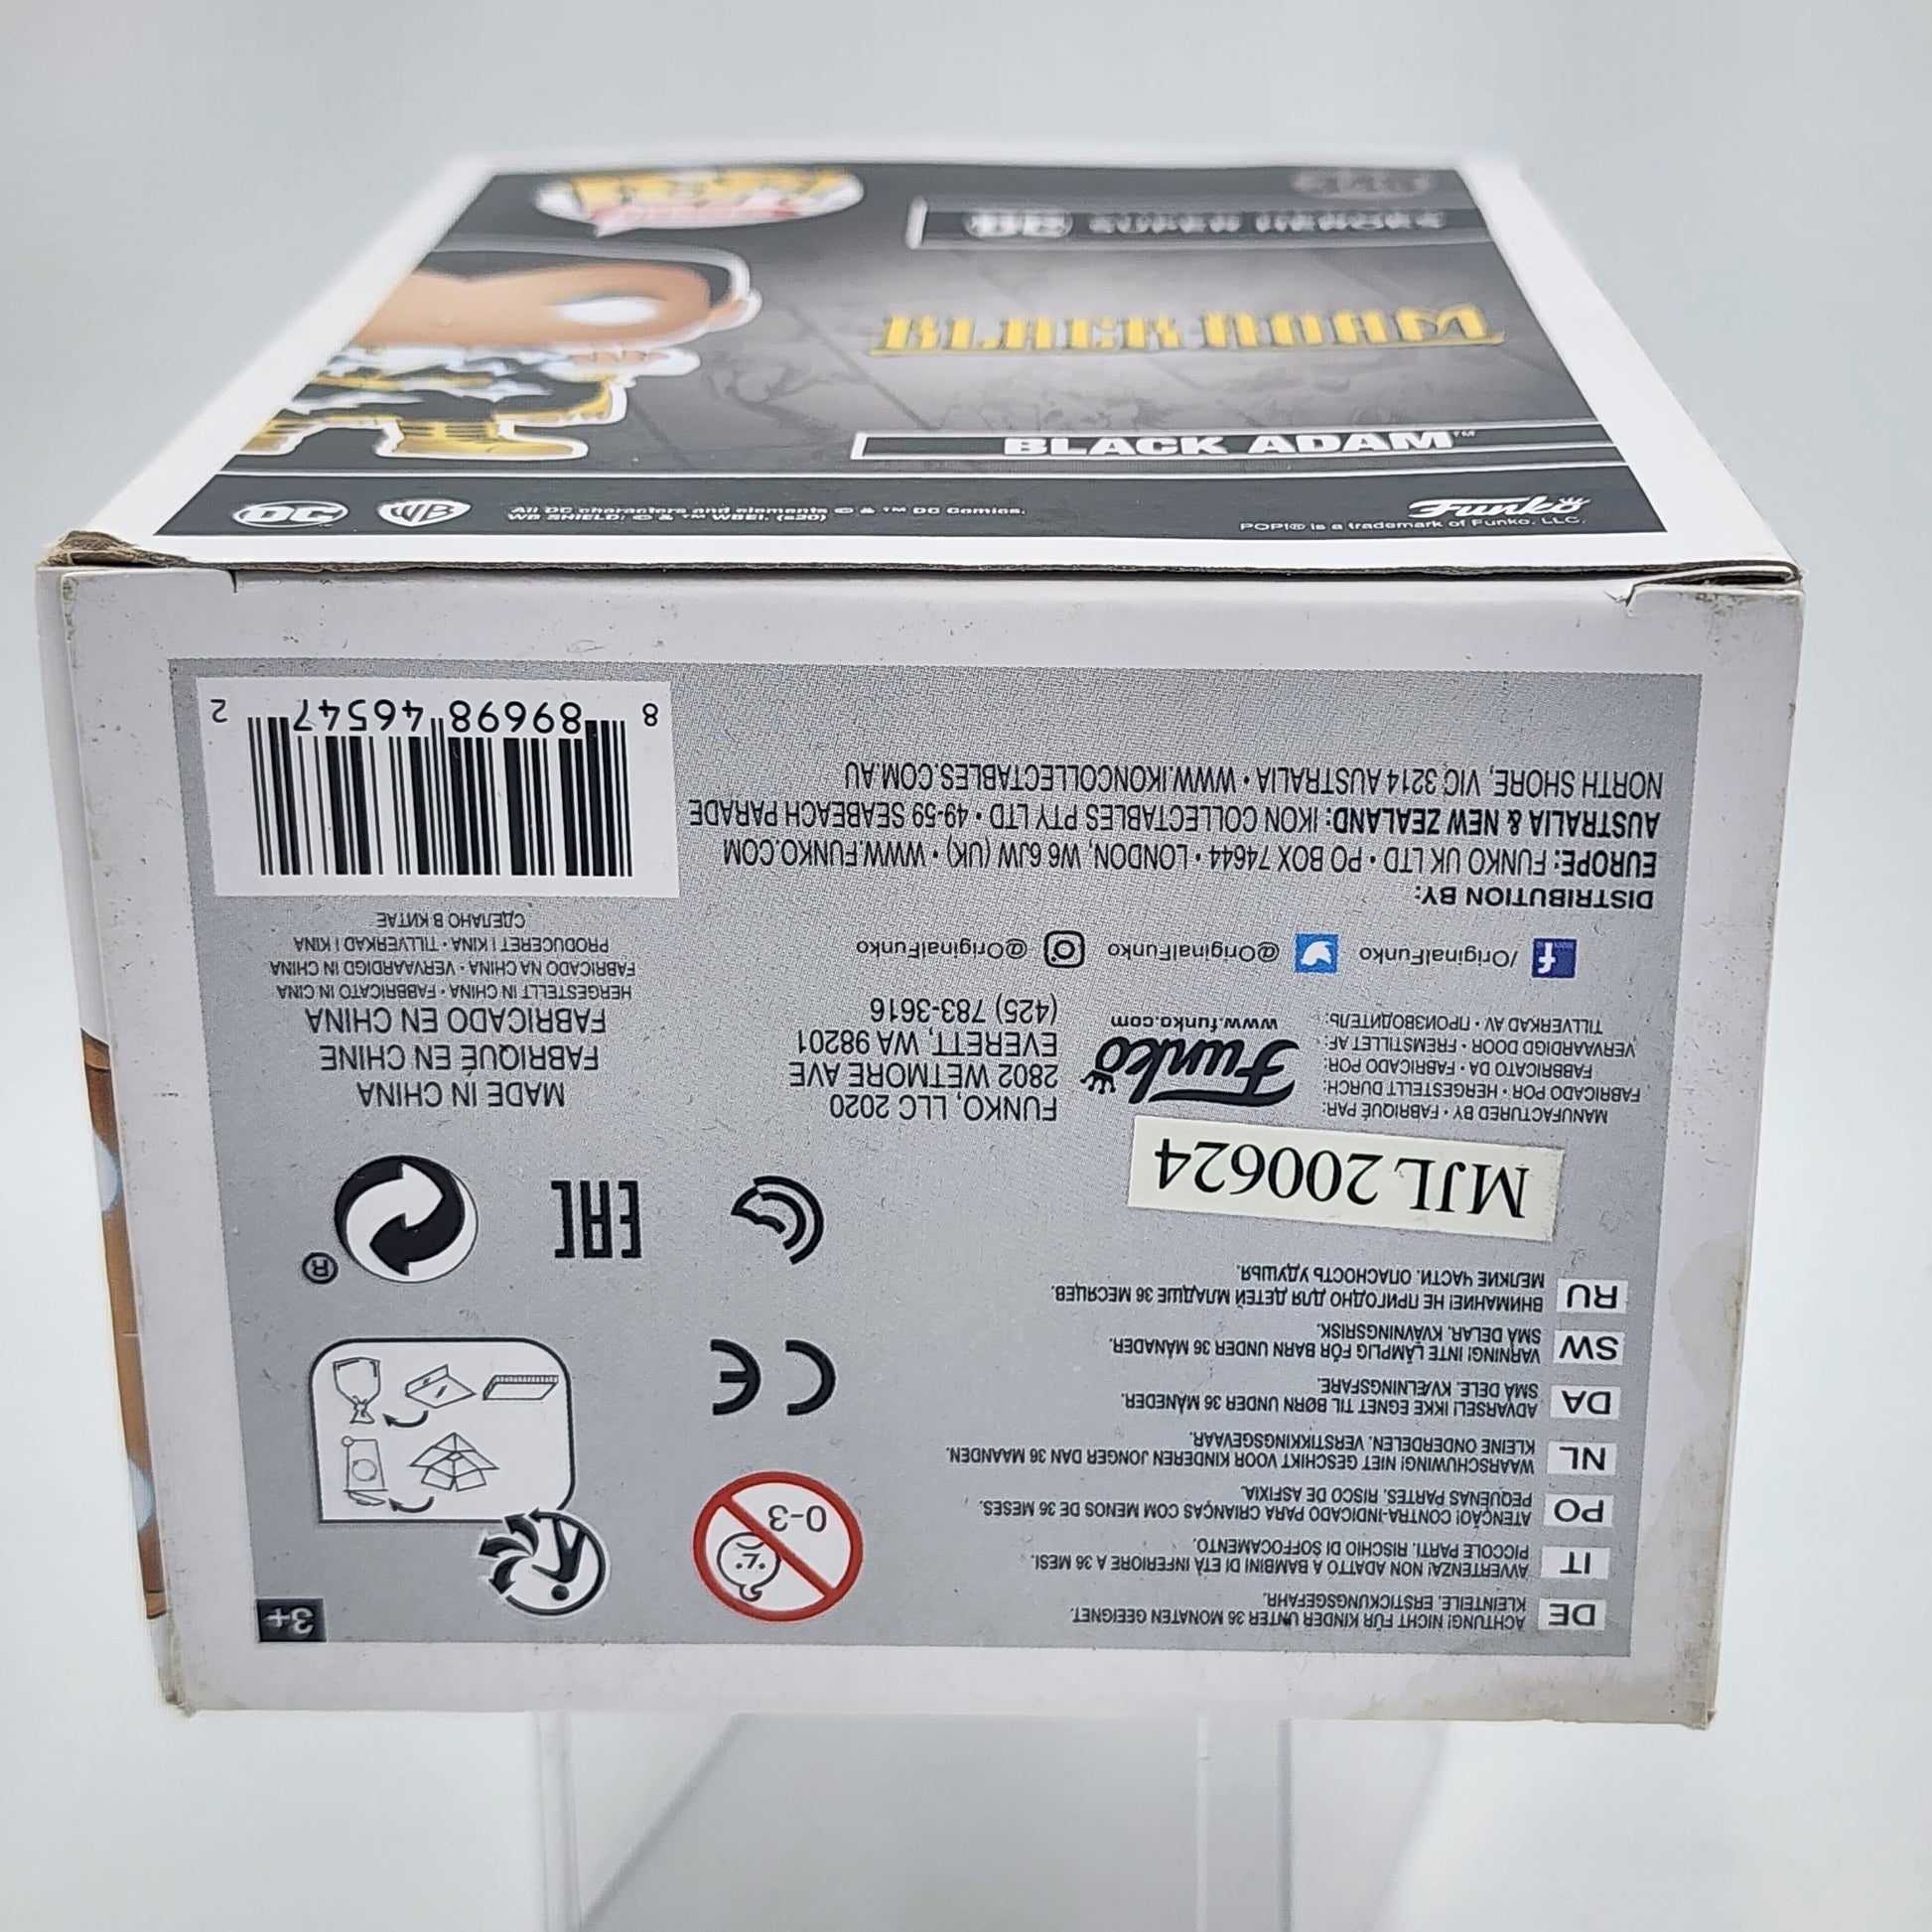 POP!
HEROES
DC SUPER HEROES
BLACK ADAM
BLACK ADAM™
DC
WB
All DC characters and elements © & ™ DC Comics.
WB SHIELD: © & ™ WBEI. (s20)
Funko
POP!® is a trademark of Funko, LLC.
3+
DE
ACHTUNG! NICHT FÜR KINDER UNTER 36 MONATEN GEEIGNET.
KLEINTEILE. ERSTICKUNGSGEFAHR.
IT
AVVERTENZA! NON ADATTO A BAMBINI DI ETÀ INFERIORE A 36 MESI.
PICCOLE PARTI. RISCHIO DI SOFFOCAMENTO.
PO
ATENÇÃO! CONTRA-INDICADO PARA CRIANÇAS COM MENOS DE 36 MESES.
PEQUENAS PARTES. RISCO DE ASFIXIA.
NL
WAARSCHUWING! NIET GESCHIKT VOOR KINDEREN JONGER DAN 36 MAANDEN.
KLEINE ONDERDELEN. VERSTIKKINGSGEVAAR.
DA
ADVARSEL! IKKE EGNET TIL BØRN UNDER 36 MÅNEDER.
SMÅ DELE. KVÆLNINGSFARE.
SW
VARNING! INTE LÄMPLIG FÖR BARN UNDER 36 MÅNADER.
SMÅ DELAR. KVÄVNINGSRISK.
RU
ВНИМАНИЕ! НЕ ПРИГОДНО ДЛЯ ДЕТЕЙ МЛАДШЕ 36 МЕСЯЦЕВ.
МЕЛКИЕ ЧАСТИ. ОПАСНОСТЬ УДУШЬЯ.
0-3
CE
EAC
®
MJL 200624
MANUFACTURED BY • FABRIQUÉ PAR:
FABRICADO POR • HERGESTELLT DURCH:
FABBRICATO DA • FABRICADO POR:
VERVAARDIGD DOOR • FREMSTILLET AF:
TILLVERKAD AV • ПРОИЗВОДИТЕЛЬ:
Funko
www.funko.com
FUNKO, LLC 2020
2802 WETMORE AVE
EVERETT, WA 98201
(425) 783-3616
MADE IN CHINA
FABRIQUÉ EN CHINE
FABRICADO EN CHINA
HERGESTELLT IN CHINA • FABBRICATO IN CINA
FABRICADO NA CHINA • VERVAARDIGD IN CHINA
PRODUCERET I KINA • TILLVERKAD I KINA
СДЕЛАНО В КИТАЕ
/OriginalFunko
@OriginalFunko
@OriginalFunko
DISTRIBUTION BY:
EUROPE: FUNKO UK LTD • PO BOX 74644 • LONDON, W6 6JW (UK) • WWW.FUNKO.COM
AUSTRALIA & NEW ZEALAND: IKON COLLECTABLES PTY LTD • 49-59 SEABEACH PARADE
NORTH SHORE, VIC 3214 AUSTRALIA • WWW.IKONCOLLECTABLES.COM.AU
8 89698 46547 2